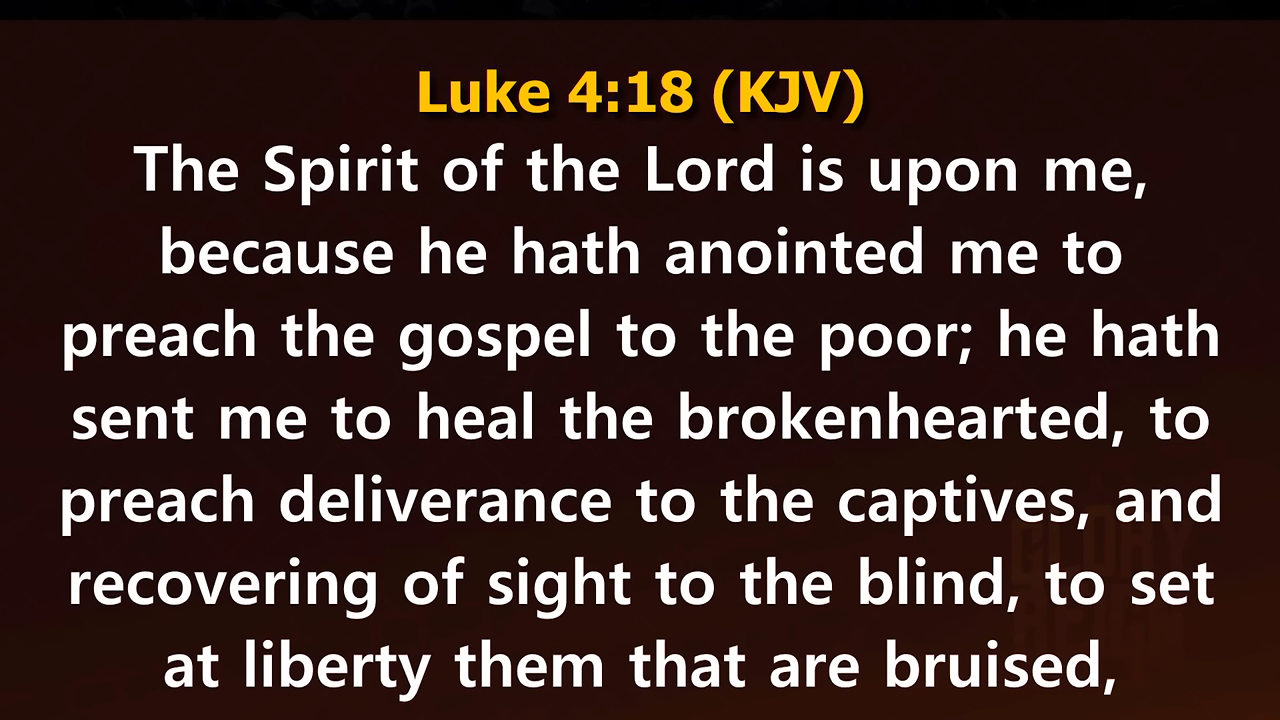 Luke 4:18 (KJV)
The Spirit of the Lord is upon me,
because he hath anointed me to
preach the gospel to the poor; he hath
sent me to heal the brokenhearted, to
preach deliverance to the captives, and
recovering of sight to the blind, to set
at liberty them that are bruised,